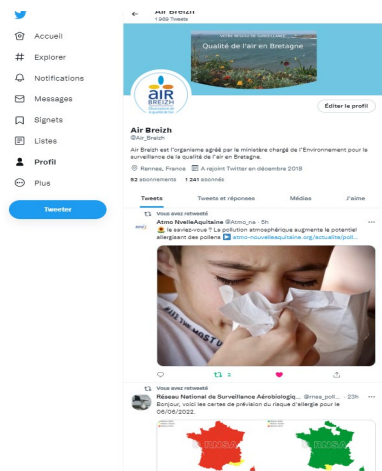 Air Breizh
1 969 Tweets
Accueil
Explorer
Notifications
Messages
Signets
Listes
Profil
Plus
Tweeter
Qualité de l'air en Bretagne
aiR
BREIZH
Éditer le profil
Air Breizh
@Air_Breizh
Air Breizh est l'organisme agréé par le ministère chargé de l'Environnement pour la
surveillance de la qualité de l'air en Bretagne.
Rennes, France A rejoint Twitter en décembre 2018
52 abonnements 1 241 abonnés
Tweets Tweets et réponses Médias J'aime
Vous avez retweeté
Atmo NvelleAquitaine @Atmo_na · 5h
le saviez-vous ? La pollution atmosphérique augmente le potentiel
allergisant des pollens atmo-nouvelleaquitaine.org/actualite/poll...
2
Vous avez retweeté
Réseau National de Surveillance Aérobiologiq... @rnsa_poll... · 23h
Bonjour, voici les cartes de prévision du risque d'allergie pour le
06/06/2022.
RNSA
RNSA